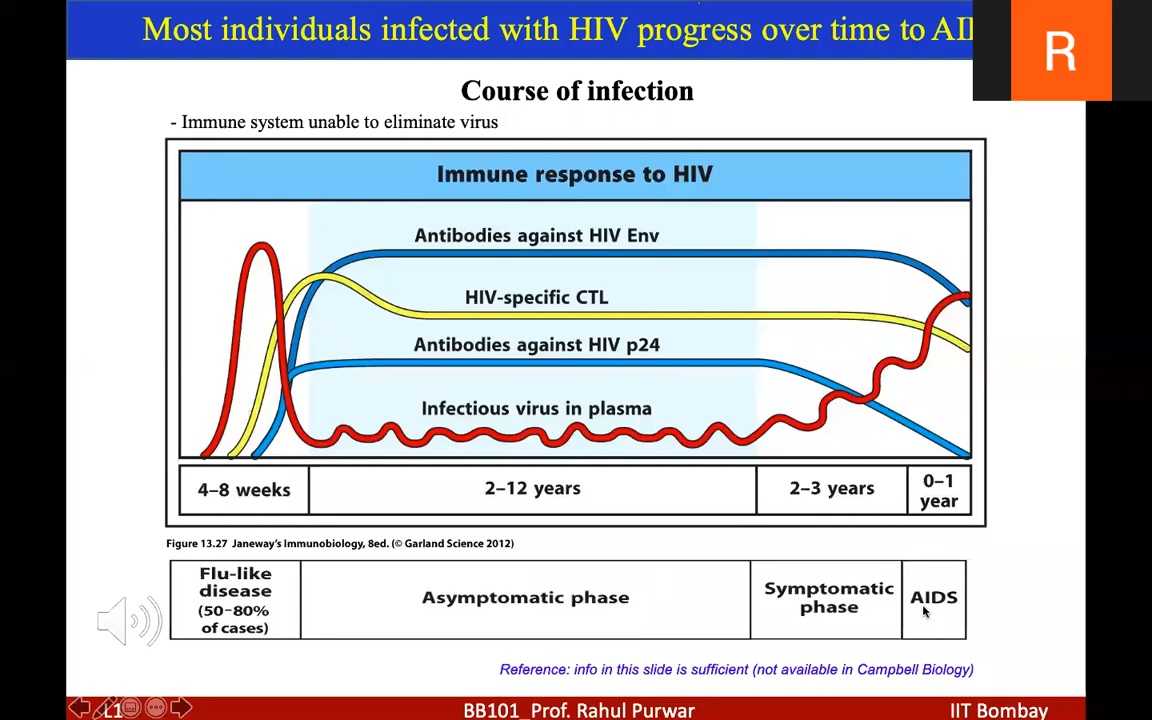 Most individuals infected with HIV progress over time to AI
R
Course of infection
- Immune system unable to eliminate virus
Immune response to HIV
Antibodies against HIV Env
HIV-specific CTL
Antibodies against HIV p24
Infectious virus in plasma
4–8 weeks
2–12 years
2–3 years
0–1
year
Figure 13.27 Janeway's Immunobiology, 8ed. (© Garland Science 2012)
Flu-like
disease
(50–80%
of cases)
Asymptomatic phase
Symptomatic
phase
AIDS
Reference: info in this slide is sufficient (not available in Campbell Biology)
L1
BB101_Prof. Rahul Purwar
IIT Bombay